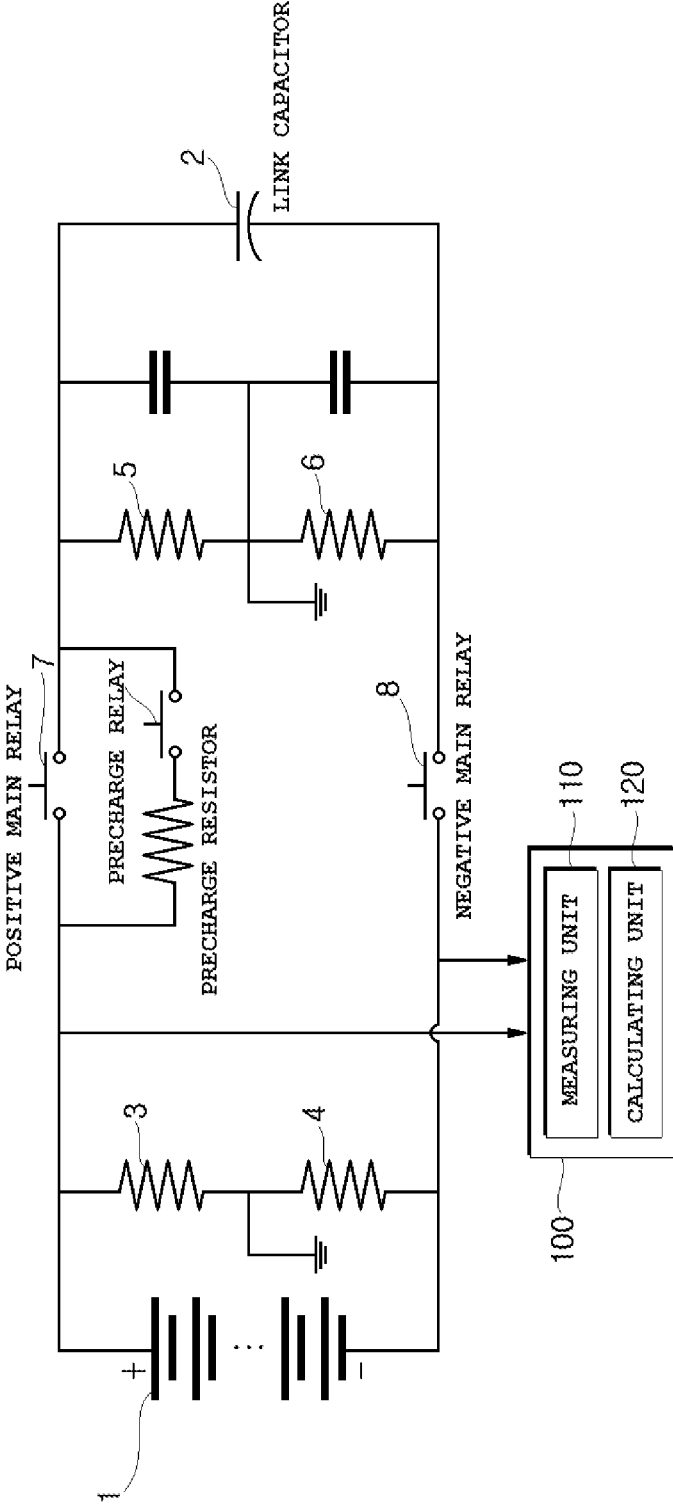 POSITIVE MAIN RELAY
7
PRECHARGE RELAY
PRECHARGE RESISTOR
2
LINK CAPACITOR
5
6
3
4
+
...
−
1
8
NEGATIVE MAIN RELAY
100
MEASURING UNIT
110
CALCULATING UNIT
120